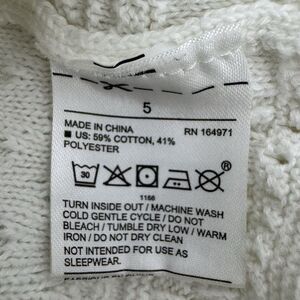 5
MADE IN CHINA RN 164971
■ US: 59% COTTON, 41%
POLYESTER
30 ®
1166
TURN INSIDE OUT / MACHINE WASH
COLD GENTLE CYCLE / DO NOT
BLEACH / TUMBLE DRY LOW / WARM
IRON / DO NOT DRY CLEAN
NOT INTENDED FOR USE AS
SLEEPWEAR.